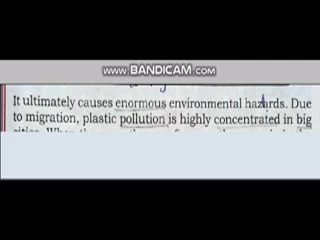 www.BANDICAM.com
It ultimately causes enormous environmental hazards. Due
to migration, plastic pollution is highly concentrated in big